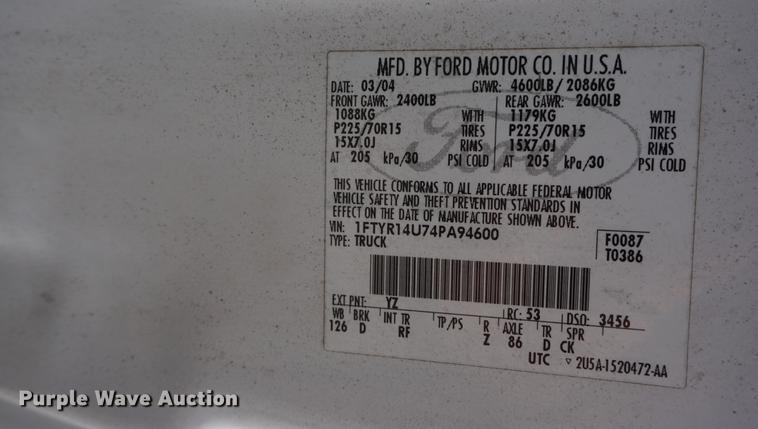 MFD. BY FORD MOTOR CO. IN U.S.A.
DATE: 03/04 GVWR: 4600LB/ 2086KG
FRONT GAWR: 2400LB REAR GAWR: 2600LB
1088KG WITH 1179KG WITH
P225/70R15 TIRES P225/70R15 TIRES
15X7.0J RIMS 15X7.0J RIMS
AT 205 kPa/30 PSI COLD AT 205 kPa/30 PSI COLD
Ford
THIS VEHICLE CONFORMS TO ALL APPLICABLE FEDERAL MOTOR
VEHICLE SAFETY AND THEFT PREVENTION STANDARDS IN
EFFECT ON THE DATE OF MANUFACTURE SHOWN ABOVE.
VIN: 1FTYR14U74PA94600 F0087
TYPE: TRUCK T0386
EXT PNT: YZ RC: 53 DSO: 3456
WB BRK INT TR TP/PS R AXLE TR SPR
126 D RF Z 86 D CK
UTC ▽ 2U5A-1520472-AA
Purple Wave Auction